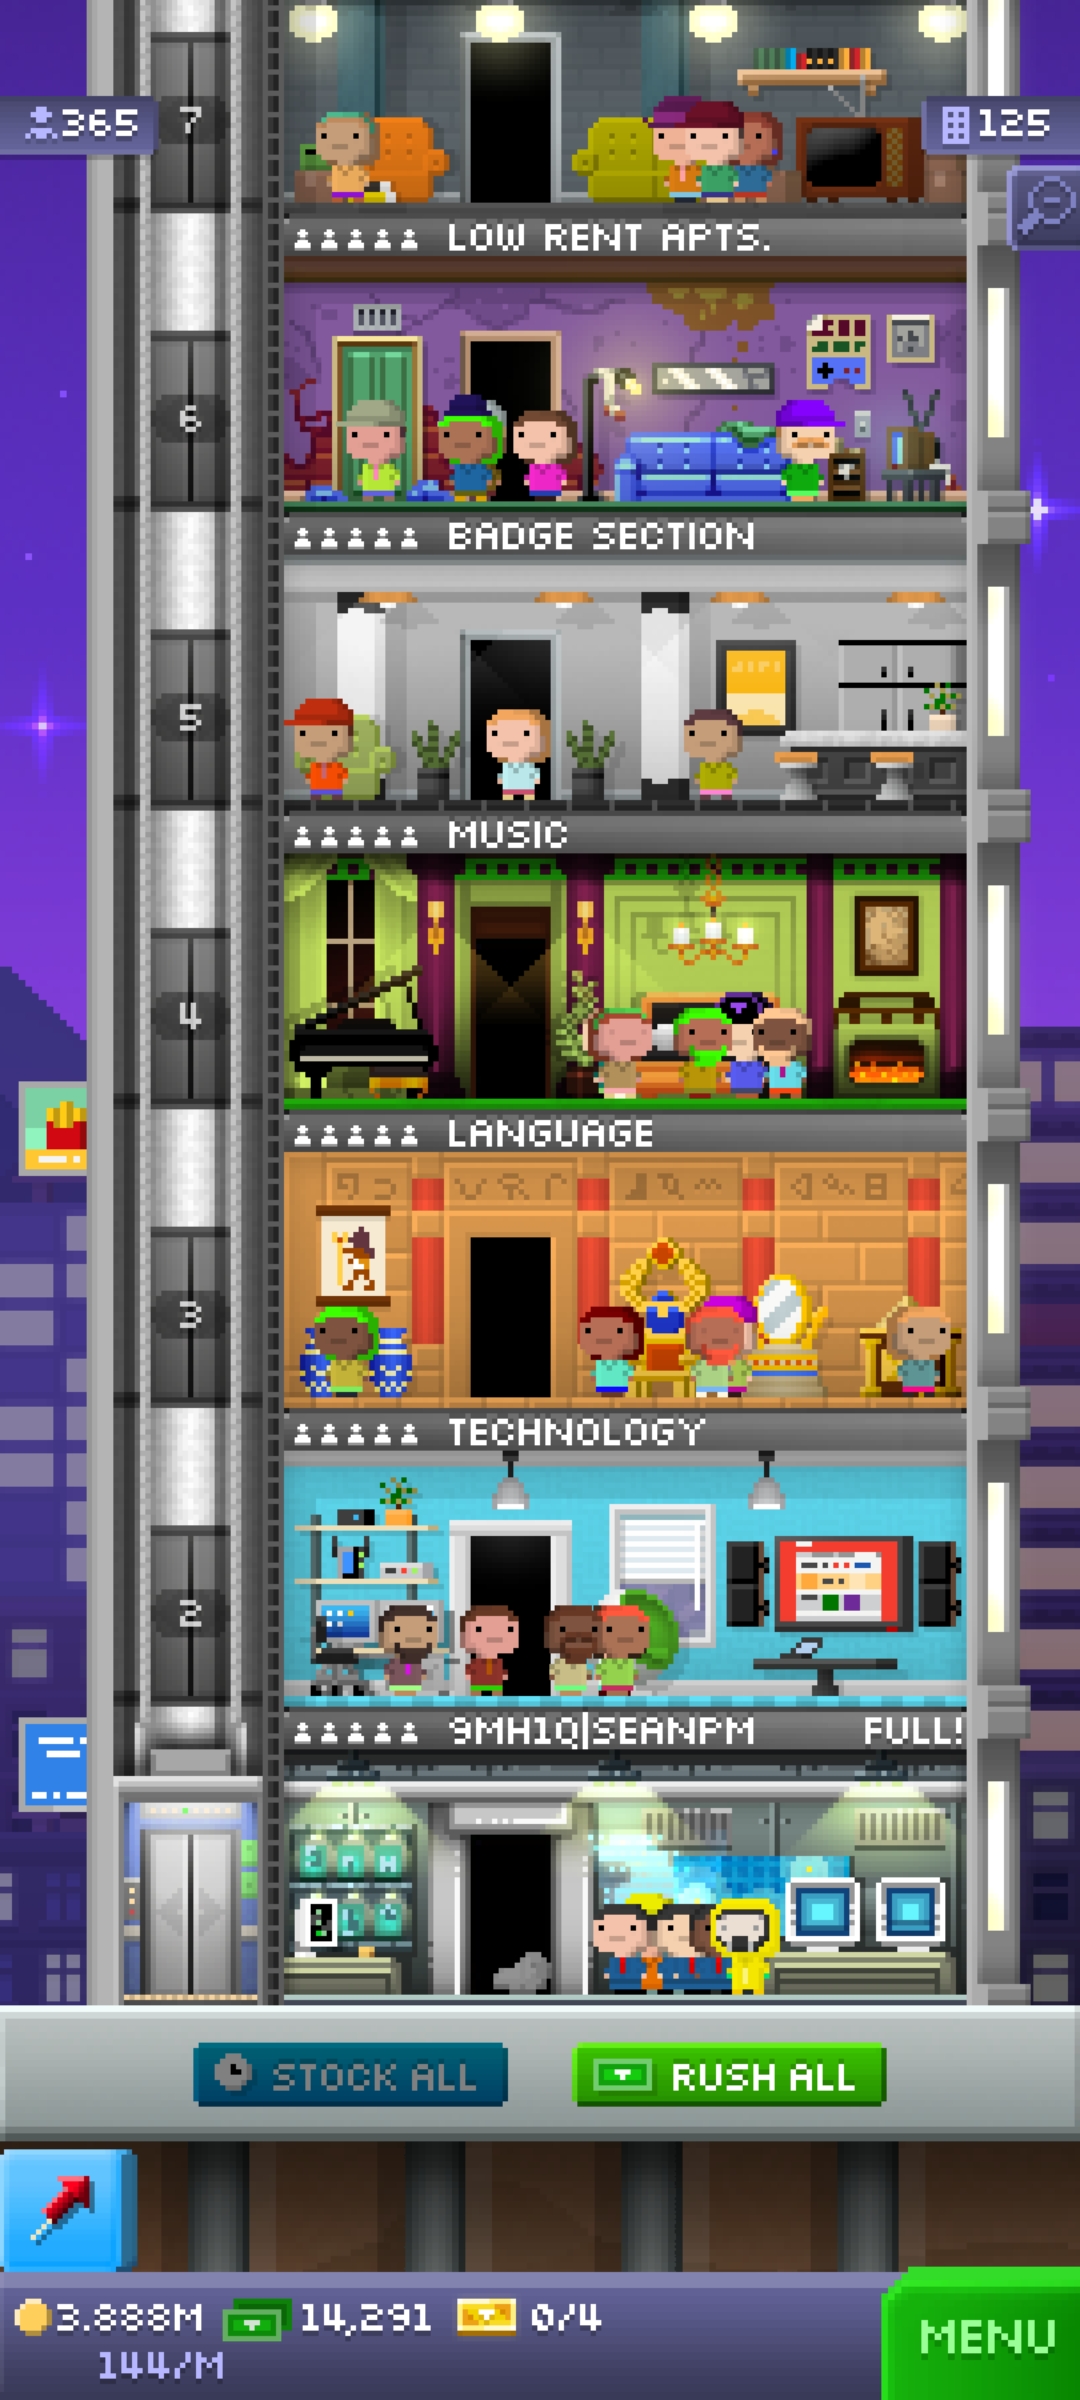 365
7
125
LOW RENT APTS.
6
BADGE SECTION
5
MUSIC
4
LANGUAGE
3
TECHNOLOGY
2
9MH1Q|SEANPM FULL!
STOCK ALL
RUSH ALL
3.888M 14,291 0/4
144/M
MENU